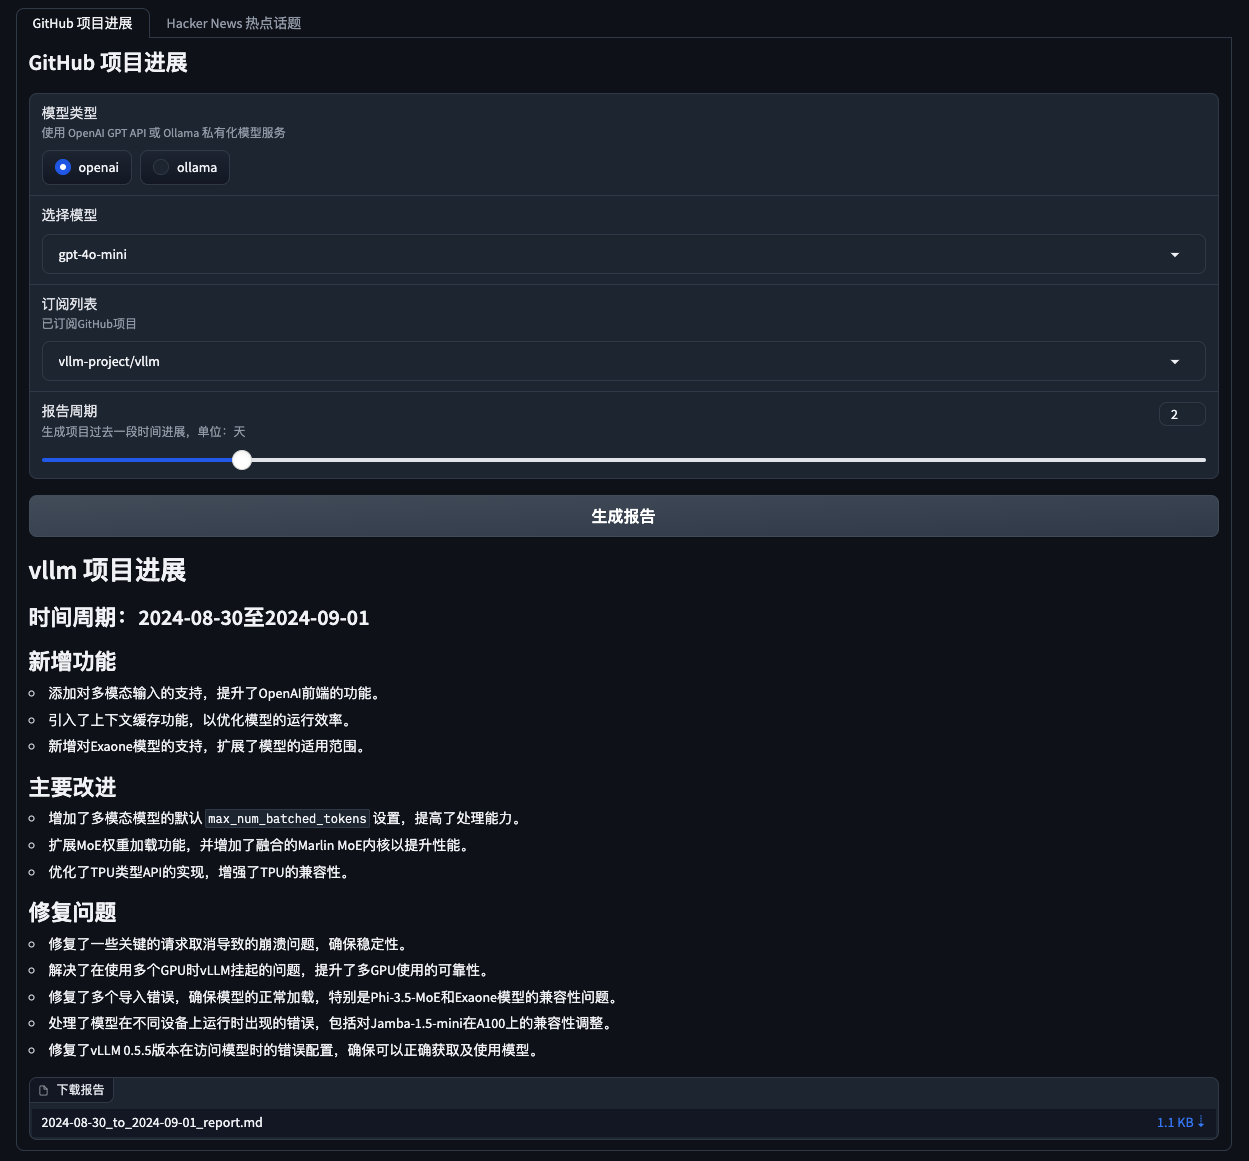 GitHub 项目进展
Hacker News 热点话题
GitHub 项目进展
模型类型
使用 OpenAI GPT API 或 Ollama 私有化模型服务
openai
ollama
选择模型
gpt-4o-mini
订阅列表
已订阅GitHub项目
vllm-project/vllm
报告周期
2
生成项目过去一段时间进展，单位：天
生成报告
vllm 项目进展
时间周期：2024-08-30至2024-09-01
新增功能
添加对多模态输入的支持，提升了OpenAI前端的功能。
引入了上下文缓存功能，以优化模型的运行效率。
新增对Exaone模型的支持，扩展了模型的适用范围。
主要改进
增加了多模态模型的默认 max_num_batched_tokens 设置，提高了处理能力。
扩展MoE权重加载功能，并增加了融合的Marlin MoE内核以提升性能。
优化了TPU类型API的实现，增强了TPU的兼容性。
修复问题
修复了一些关键的请求取消导致的崩溃问题，确保稳定性。
解决了在使用多个GPU时vLLM挂起的问题，提升了多GPU使用的可靠性。
修复了多个导入错误，确保模型的正常加载，特别是Phi-3.5-MoE和Exaone模型的兼容性问题。
处理了模型在不同设备上运行时出现的错误，包括对Jamba-1.5-mini在A100上的兼容性调整。
修复了vLLM 0.5.5版本在访问模型时的错误配置，确保可以正确获取及使用模型。
下载报告
2024-08-30_to_2024-09-01_report.md
1.1 KB ⇣